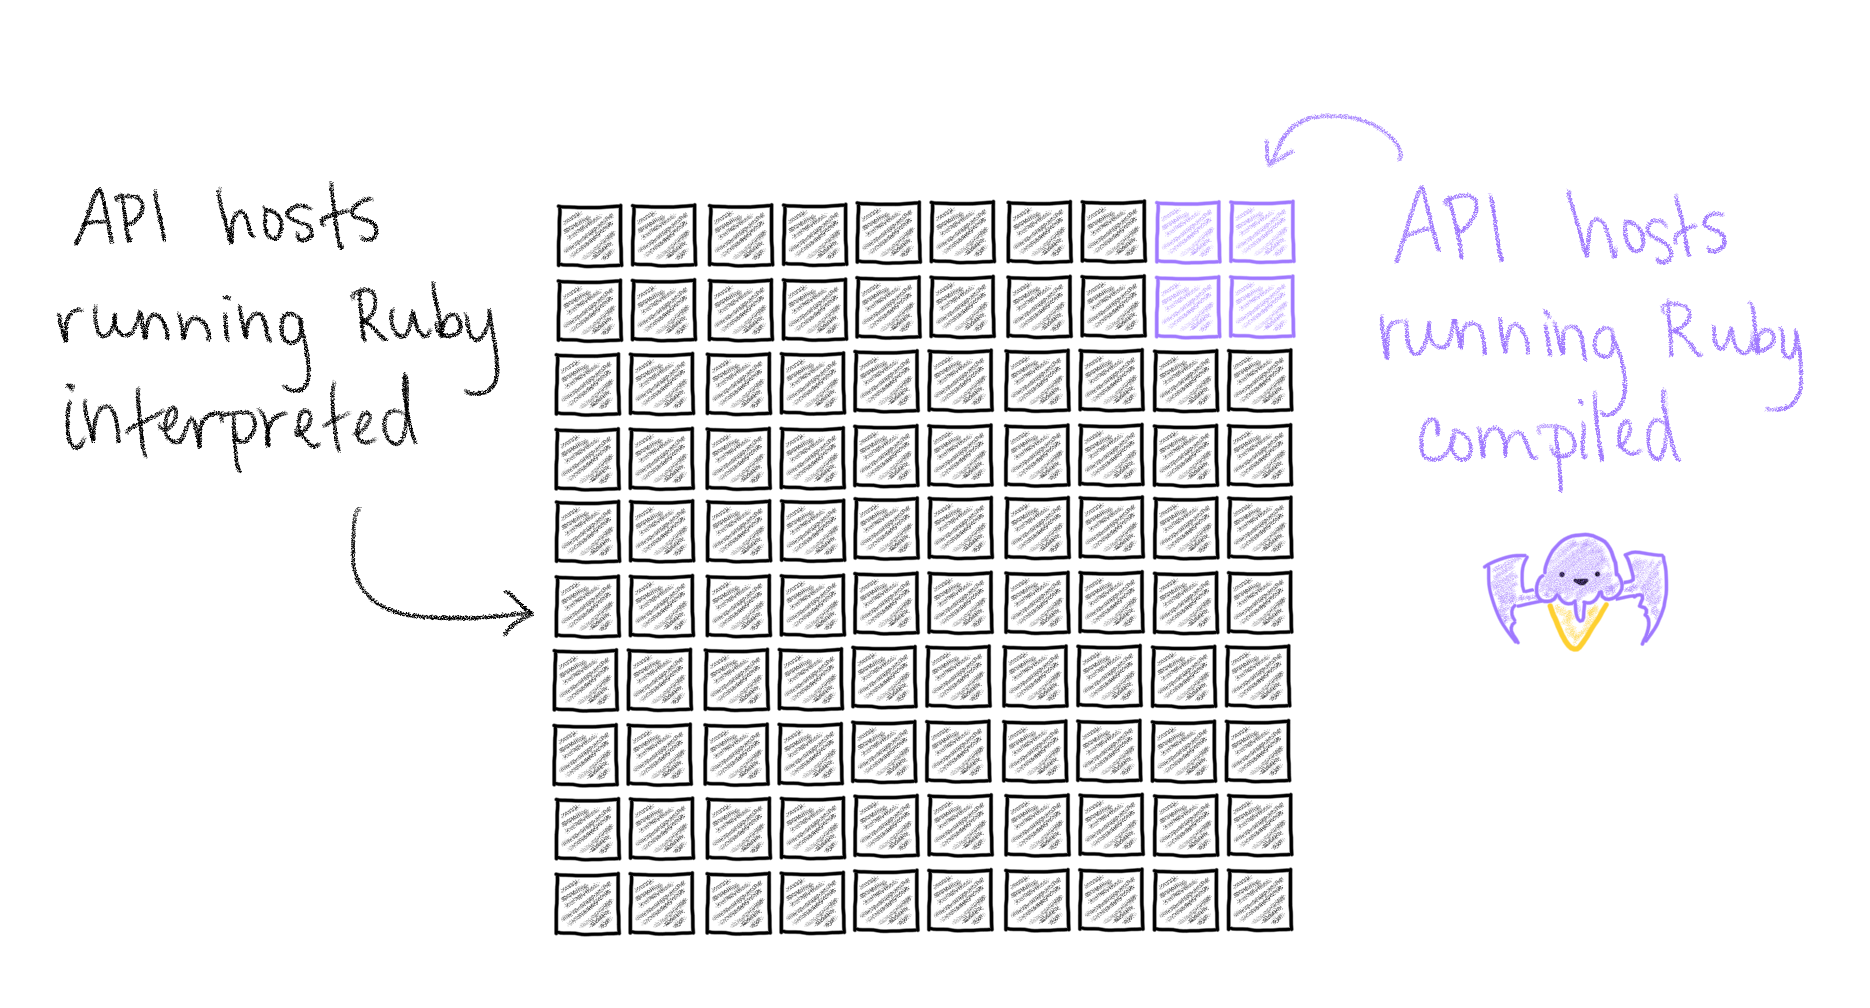 API hosts
running Ruby
interpreted
API hosts
running Ruby
compiled